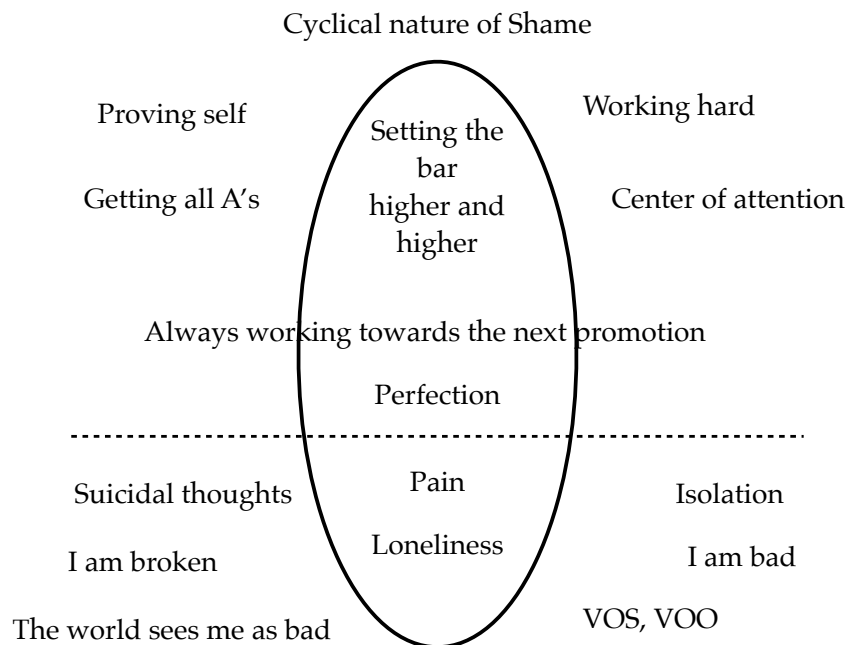 Cyclical nature of Shame
Proving self
Working hard
Setting the
bar
higher and
higher
Getting all A's
Center of attention
Always working towards the next promotion
Perfection
Suicidal thoughts
Pain
Isolation
I am broken
Loneliness
I am bad
The world sees me as bad
VOS, VOO